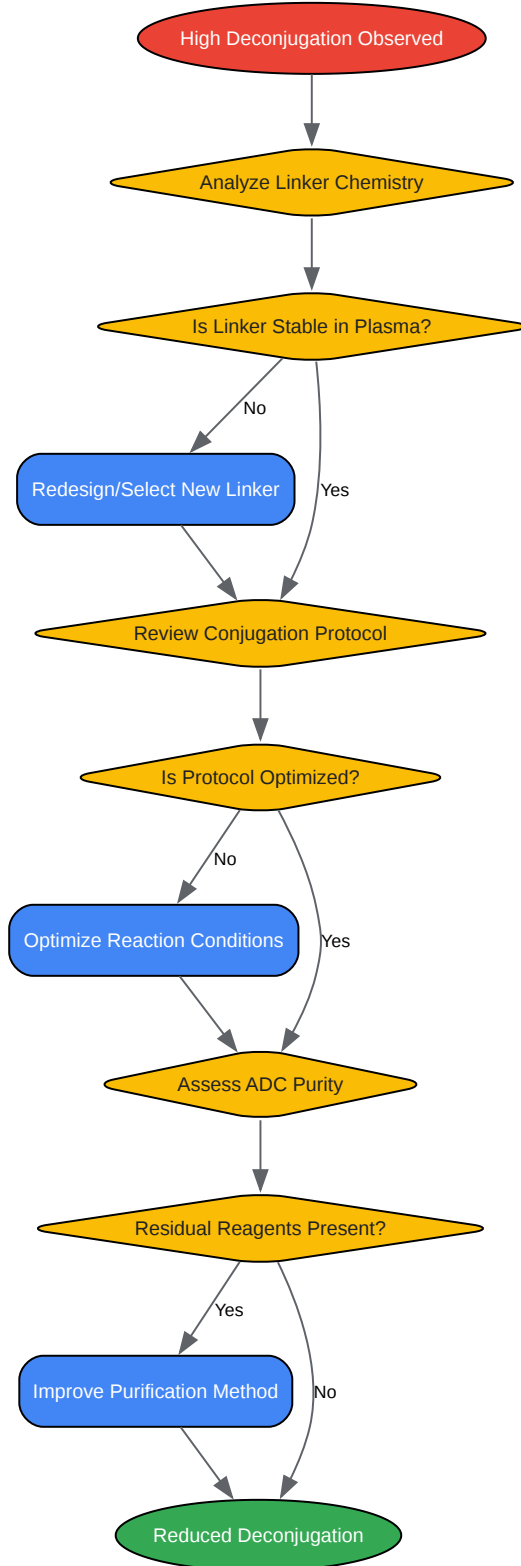 High Deconjugation Observed
Analyze Linker Chemistry
Is Linker Stable in Plasma?
No
Redesign/Select New Linker
Yes
Review Conjugation Protocol
Is Protocol Optimized?
No
Optimize Reaction Conditions
Yes
Assess ADC Purity
Residual Reagents Present?
Yes
Improve Purification Method
No
Reduced Deconjugation